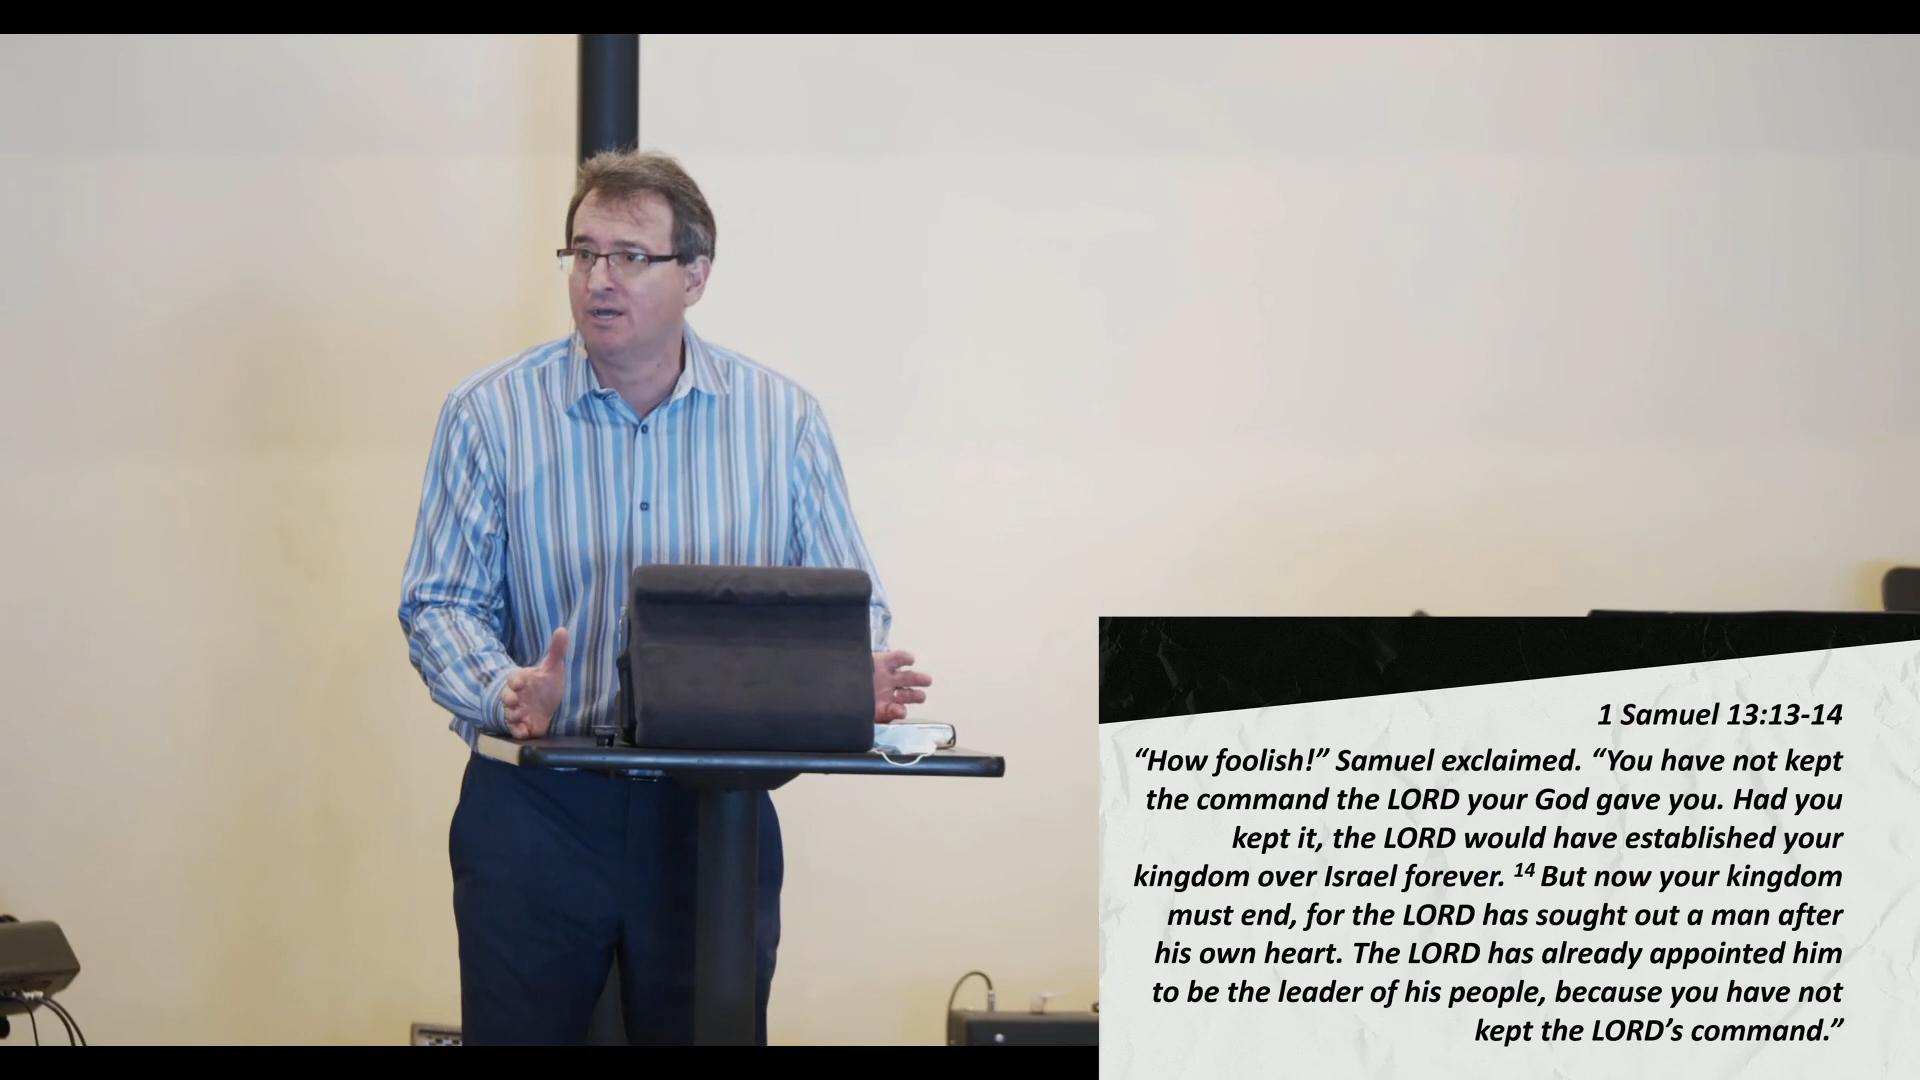 1 Samuel 13:13-14
“How foolish!” Samuel exclaimed. “You have not kept
the command the LORD your God gave you. Had you
kept it, the LORD would have established your
kingdom over Israel forever. 14 But now your kingdom
must end, for the LORD has sought out a man after
his own heart. The LORD has already appointed him
to be the leader of his people, because you have not
kept the LORD’s command.”